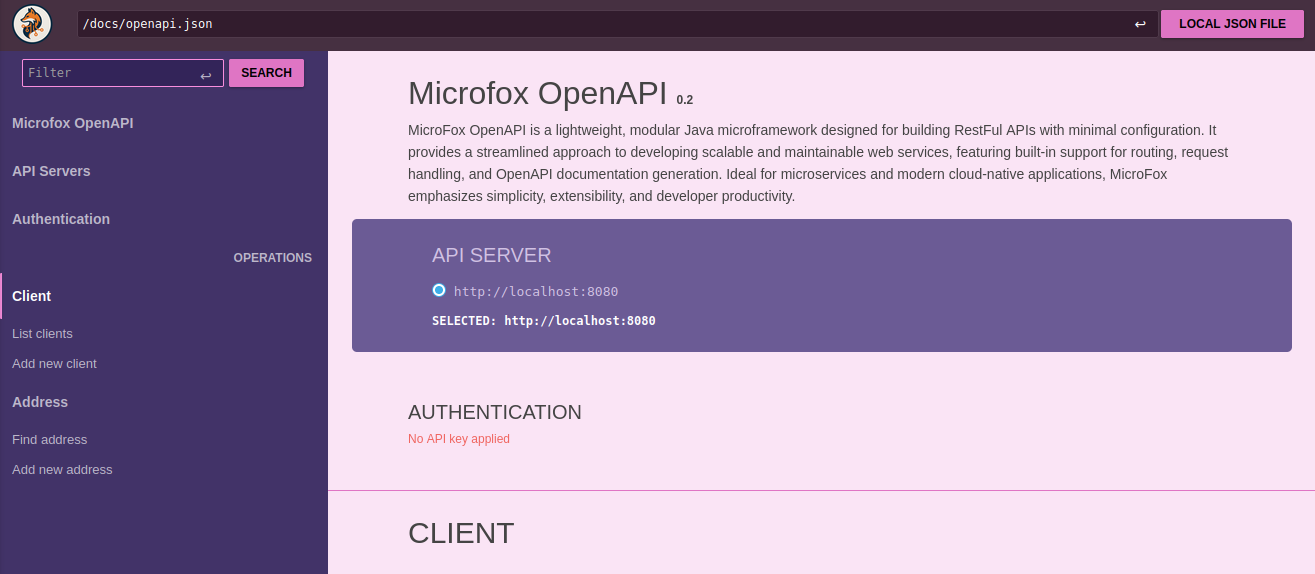 /docs/openapi.json ↩
LOCAL JSON FILE
Filter ↩
SEARCH
Microfox OpenAPI
API Servers
Authentication
OPERATIONS
Client
List clients
Add new client
Address
Find address
Add new address
Microfox OpenAPI 0.2
MicroFox OpenAPI is a lightweight, modular Java microframework designed for building RestFul APIs with minimal configuration. It
provides a streamlined approach to developing scalable and maintainable web services, featuring built-in support for routing, request
handling, and OpenAPI documentation generation. Ideal for microservices and modern cloud-native applications, MicroFox
emphasizes simplicity, extensibility, and developer productivity.
API SERVER
http://localhost:8080
SELECTED: http://localhost:8080
AUTHENTICATION
No API key applied
CLIENT